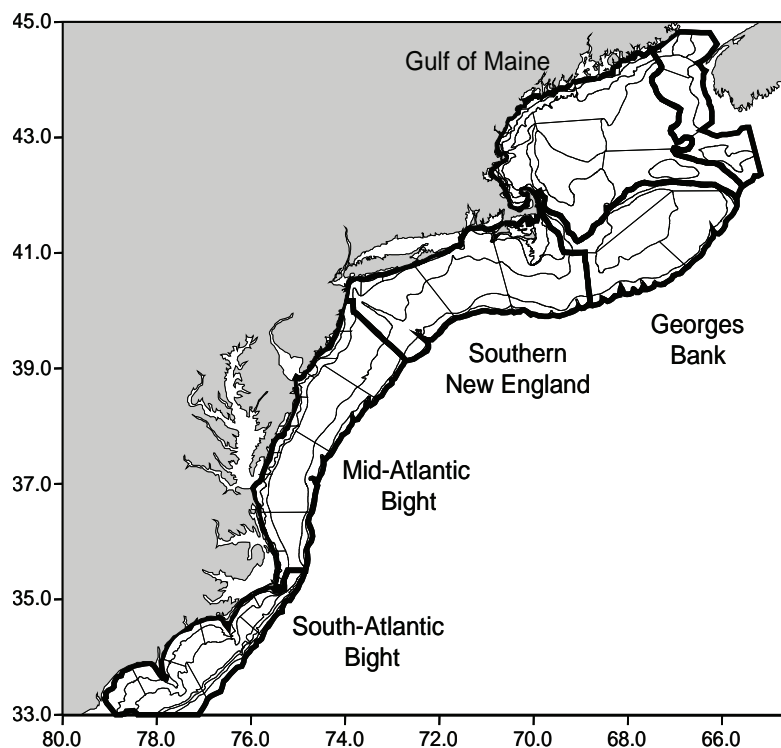 45.0
Gulf of Maine
43.0
41.0
Georges
Bank
39.0
Southern
New England
37.0
Mid-Atlantic
Bight
35.0
South-Atlantic
Bight
33.0
80.0 78.0 76.0 74.0 72.0 70.0 68.0 66.0